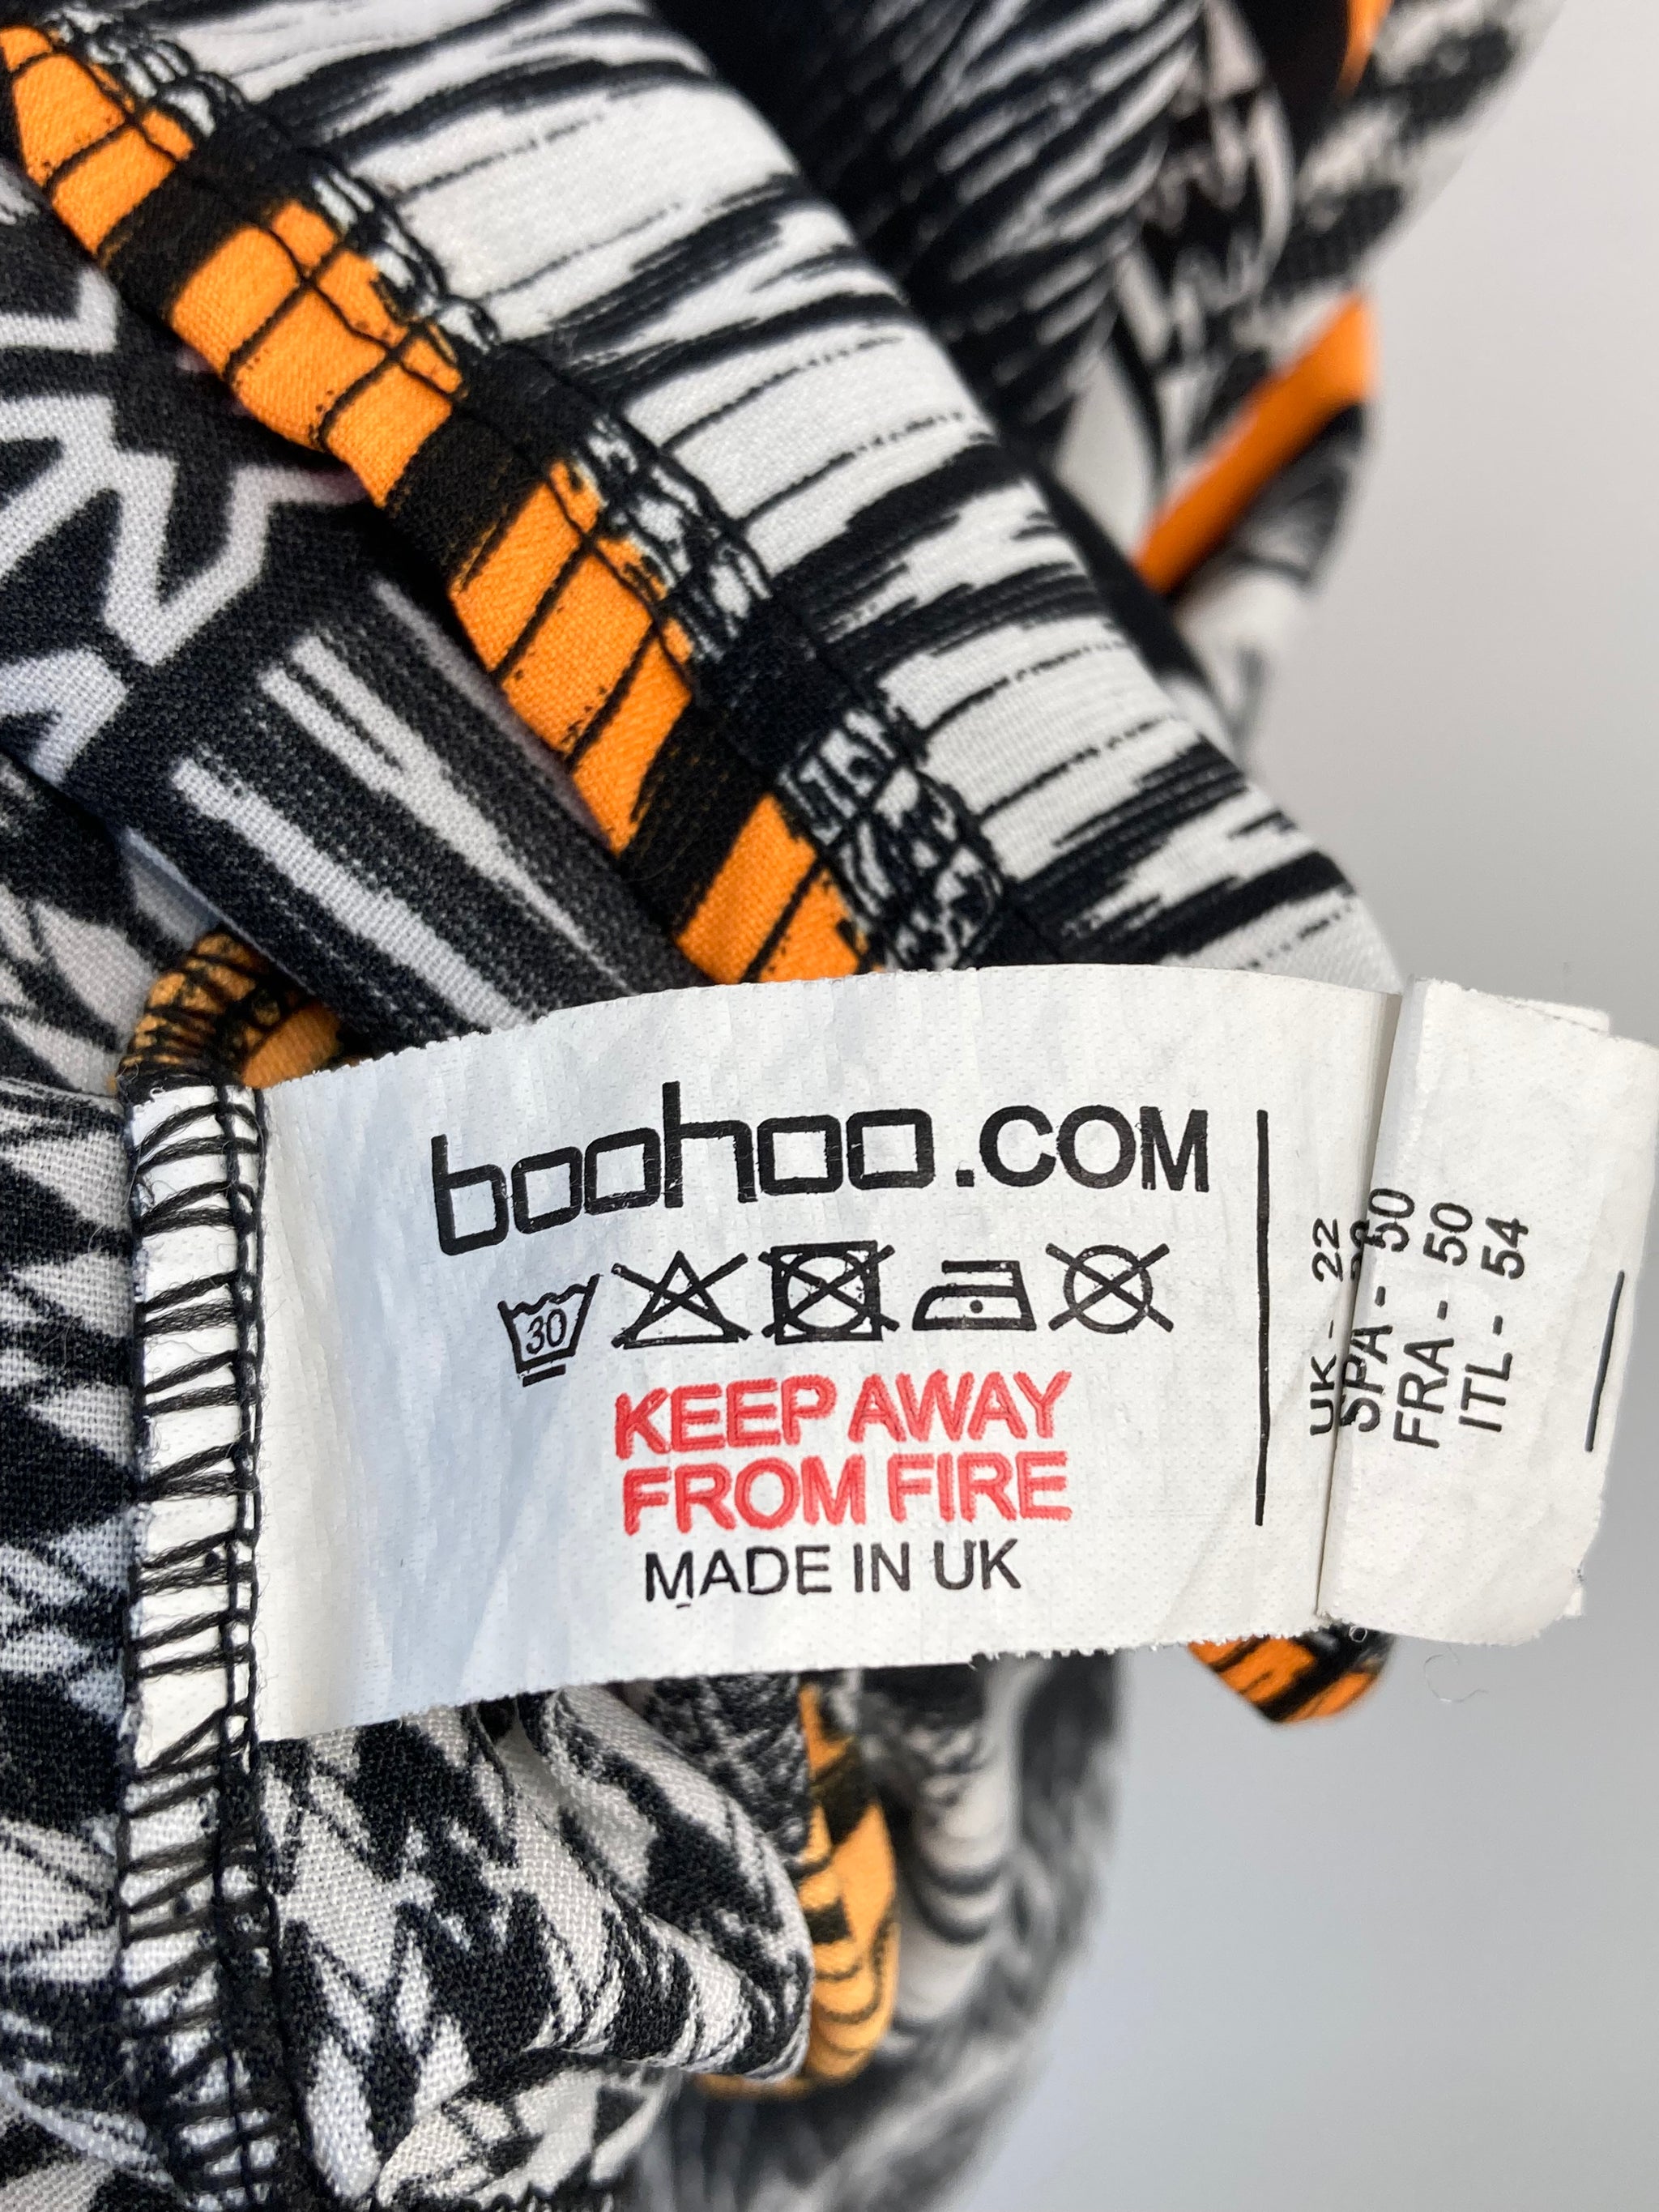 boohoo.COM
30
KEEP AWAY
FROM FIRE
MADE IN UK
UK - 22
SPA - 50
FRA - 50
ITL - 54